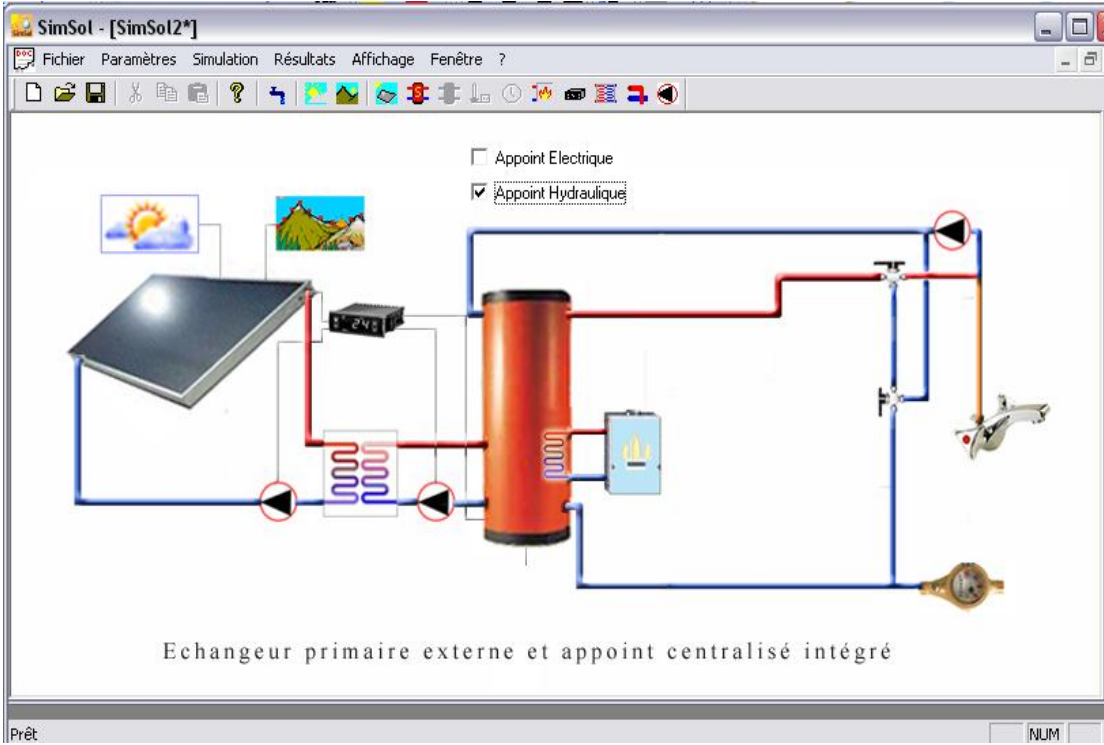 SimSol - [SimSol2*]
Fichier Paramètres Simulation Résultats Affichage Fenêtre ?
Appoint Electrique
Appoint Hydraulique
24
Echangeur primaire externe et appoint centralisé intégré
Prêt
NUM